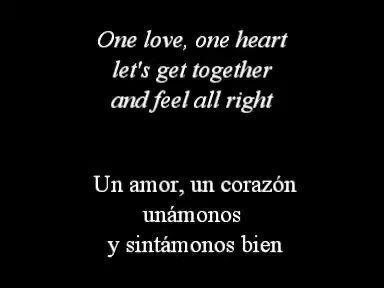 One love, one heart
let's get together
and feel all right
Un amor, un corazón
unámonos
y sintámonos bien